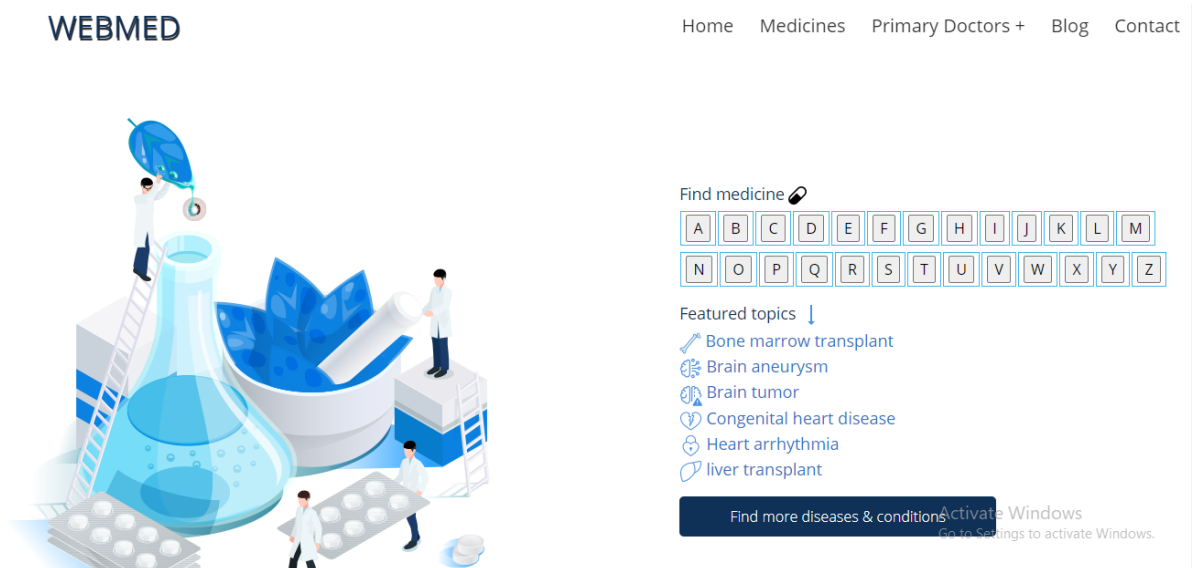 WEBMED
Home Medicines Primary Doctors + Blog Contact
Find medicine
A B C D E F G H I J K L M
N O P Q R S T U V W X Y Z
Featured topics
Bone marrow transplant
Brain aneurysm
Brain tumor
Congenital heart disease
Heart arrhythmia
liver transplant
Find more diseases & conditions
Activate Windows
Go to Settings to activate Windows.